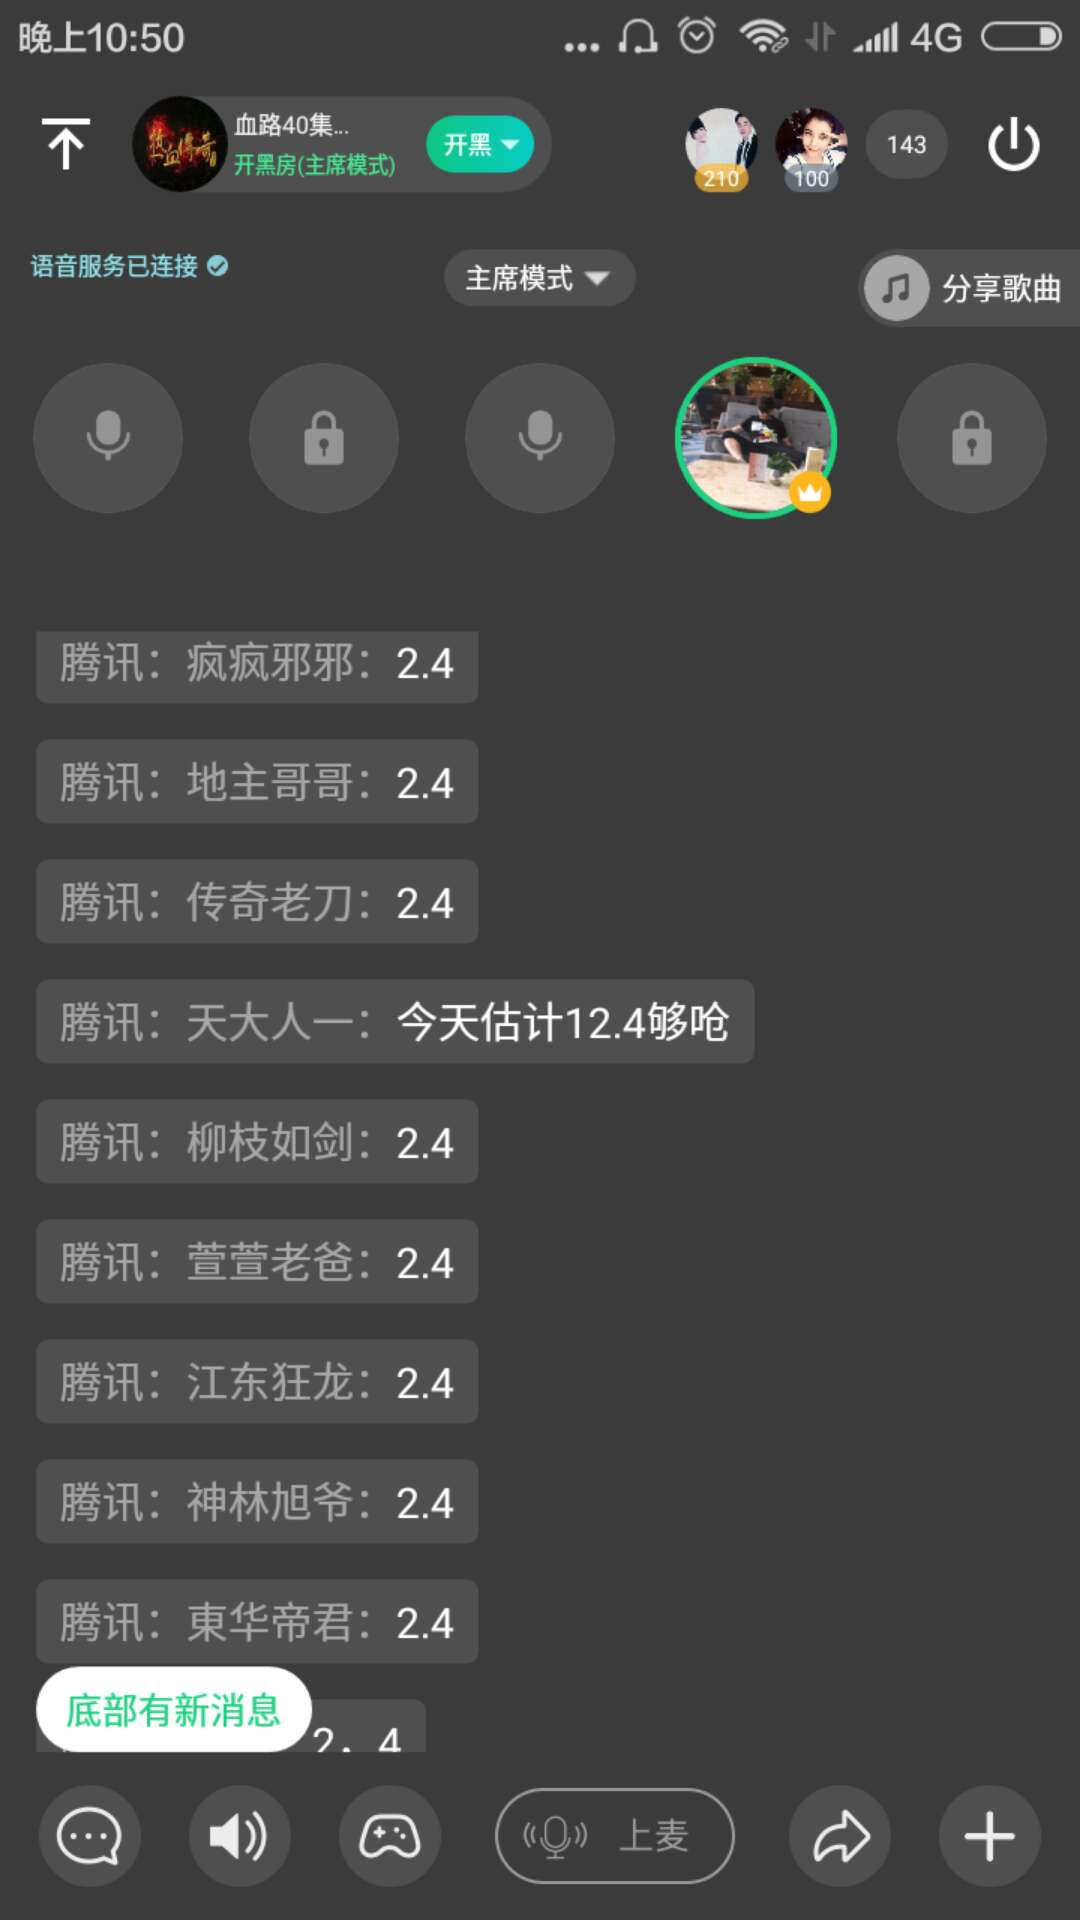 晚上10:50
4G
热血传奇
血路40集...
开黑房(主席模式)
开黑
210
100
143
语音服务已连接
主席模式
分享歌曲
腾讯：疯疯邪邪：2.4
腾讯：地主哥哥：2.4
腾讯：传奇老刀：2.4
腾讯：天大人一：今天估计12.4够呛
腾讯：柳枝如剑：2.4
腾讯：萱萱老爸：2.4
腾讯：江东狂龙：2.4
腾讯：神林旭爷：2.4
腾讯：東华帝君：2.4
底部有新消息
2．4
上麦